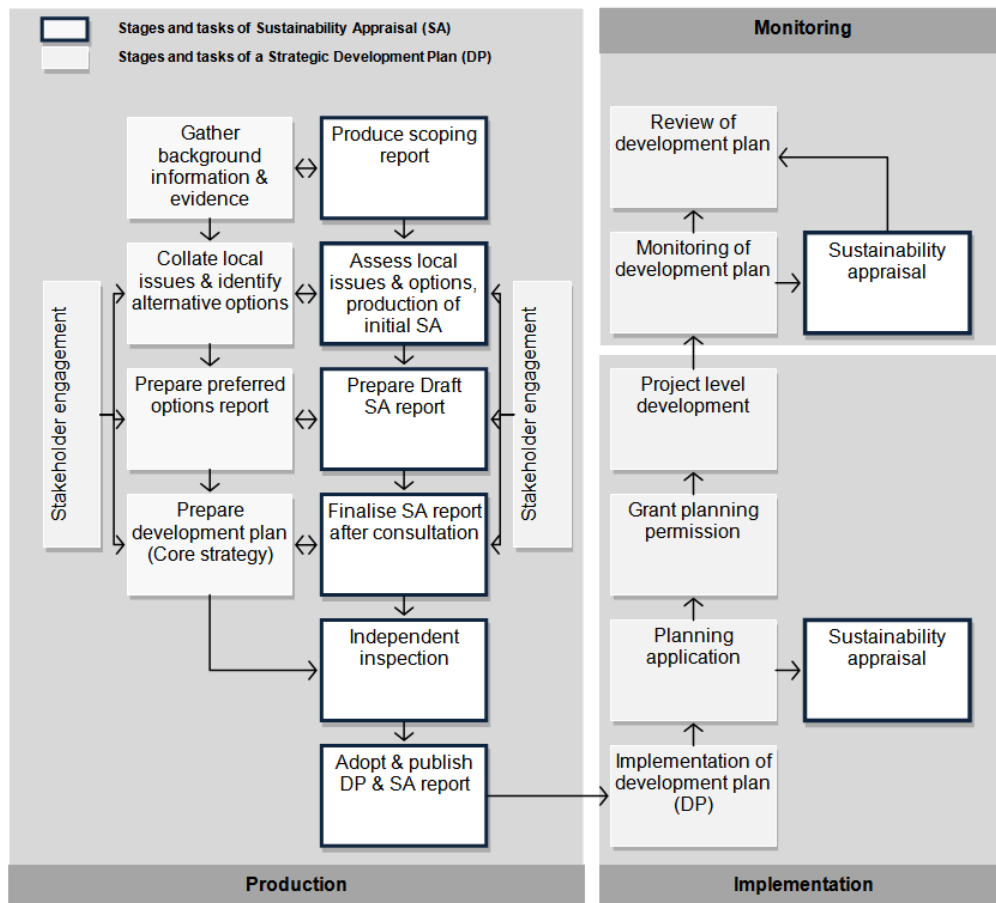 Stages and tasks of Sustainability Appraisal (SA)
Stages and tasks of a Strategic Development Plan (DP)
Gather
background
information &
evidence
Produce scoping
report
Collate local
issues & identify
alternative options
Assess local
issues & options,
production of
initial SA
Stakeholder engagement
Prepare preferred
options report
Prepare Draft
SA report
Stakeholder engagement
Prepare
development plan
(Core strategy)
Finalise SA report
after consultation
Independent
inspection
Adopt & publish
DP & SA report
Production
Monitoring
Review of
development plan
Monitoring of
development plan
Sustainability
appraisal
Project level
development
Grant planning
permission
Planning
application
Sustainability
appraisal
Implementation of
development plan
(DP)
Implementation